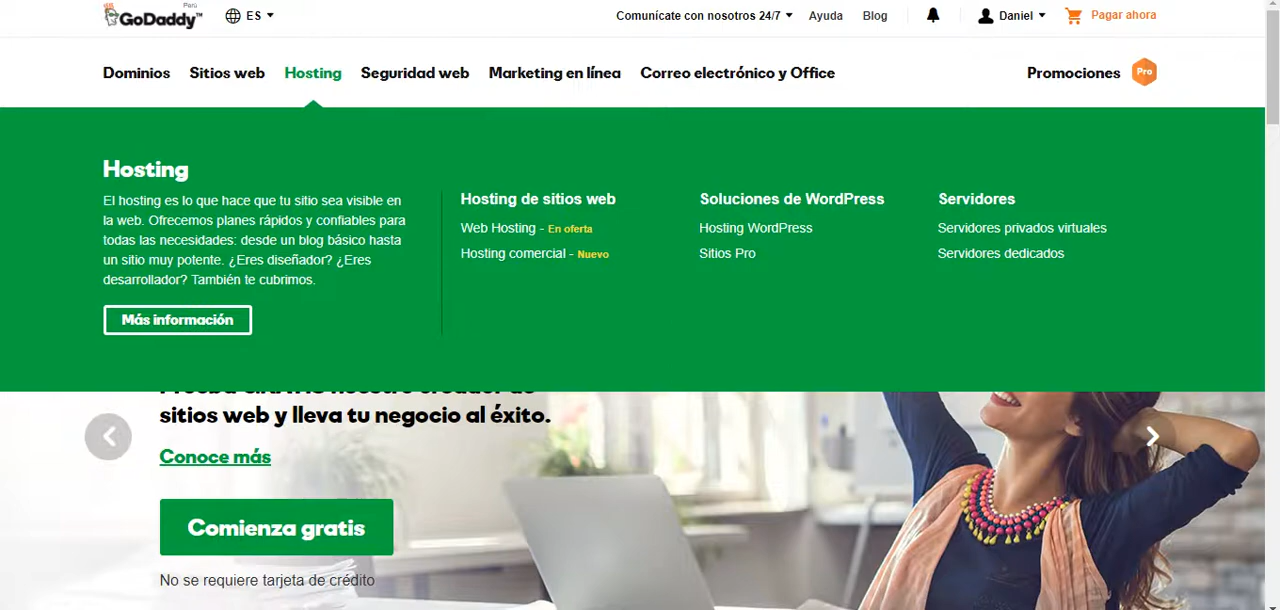 Perú
GoDaddy™
ES
Comunícate con nosotros 24/7
Ayuda
Blog
Daniel
Pagar ahora
Dominios
Sitios web
Hosting
Seguridad web
Marketing en línea
Correo electrónico y Office
Promociones
Pro
Hosting
El hosting es lo que hace que tu sitio sea visible en
la web. Ofrecemos planes rápidos y confiables para
todas las necesidades: desde un blog básico hasta
un sitio muy potente. ¿Eres diseñador? ¿Eres
desarrollador? También te cubrimos.
Más información
Hosting de sitios web
Web Hosting - En oferta
Hosting comercial - Nuevo
Soluciones de WordPress
Hosting WordPress
Sitios Pro
Servidores
Servidores privados virtuales
Servidores dedicados
sitios web y lleva tu negocio al éxito.
Conoce más
Comienza gratis
No se requiere tarjeta de crédito